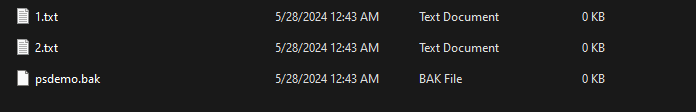 1.txt 5/28/2024 12:43 AM Text Document 0 KB
2.txt 5/28/2024 12:43 AM Text Document 0 KB
psdemo.bak 5/28/2024 12:43 AM BAK File 0 KB